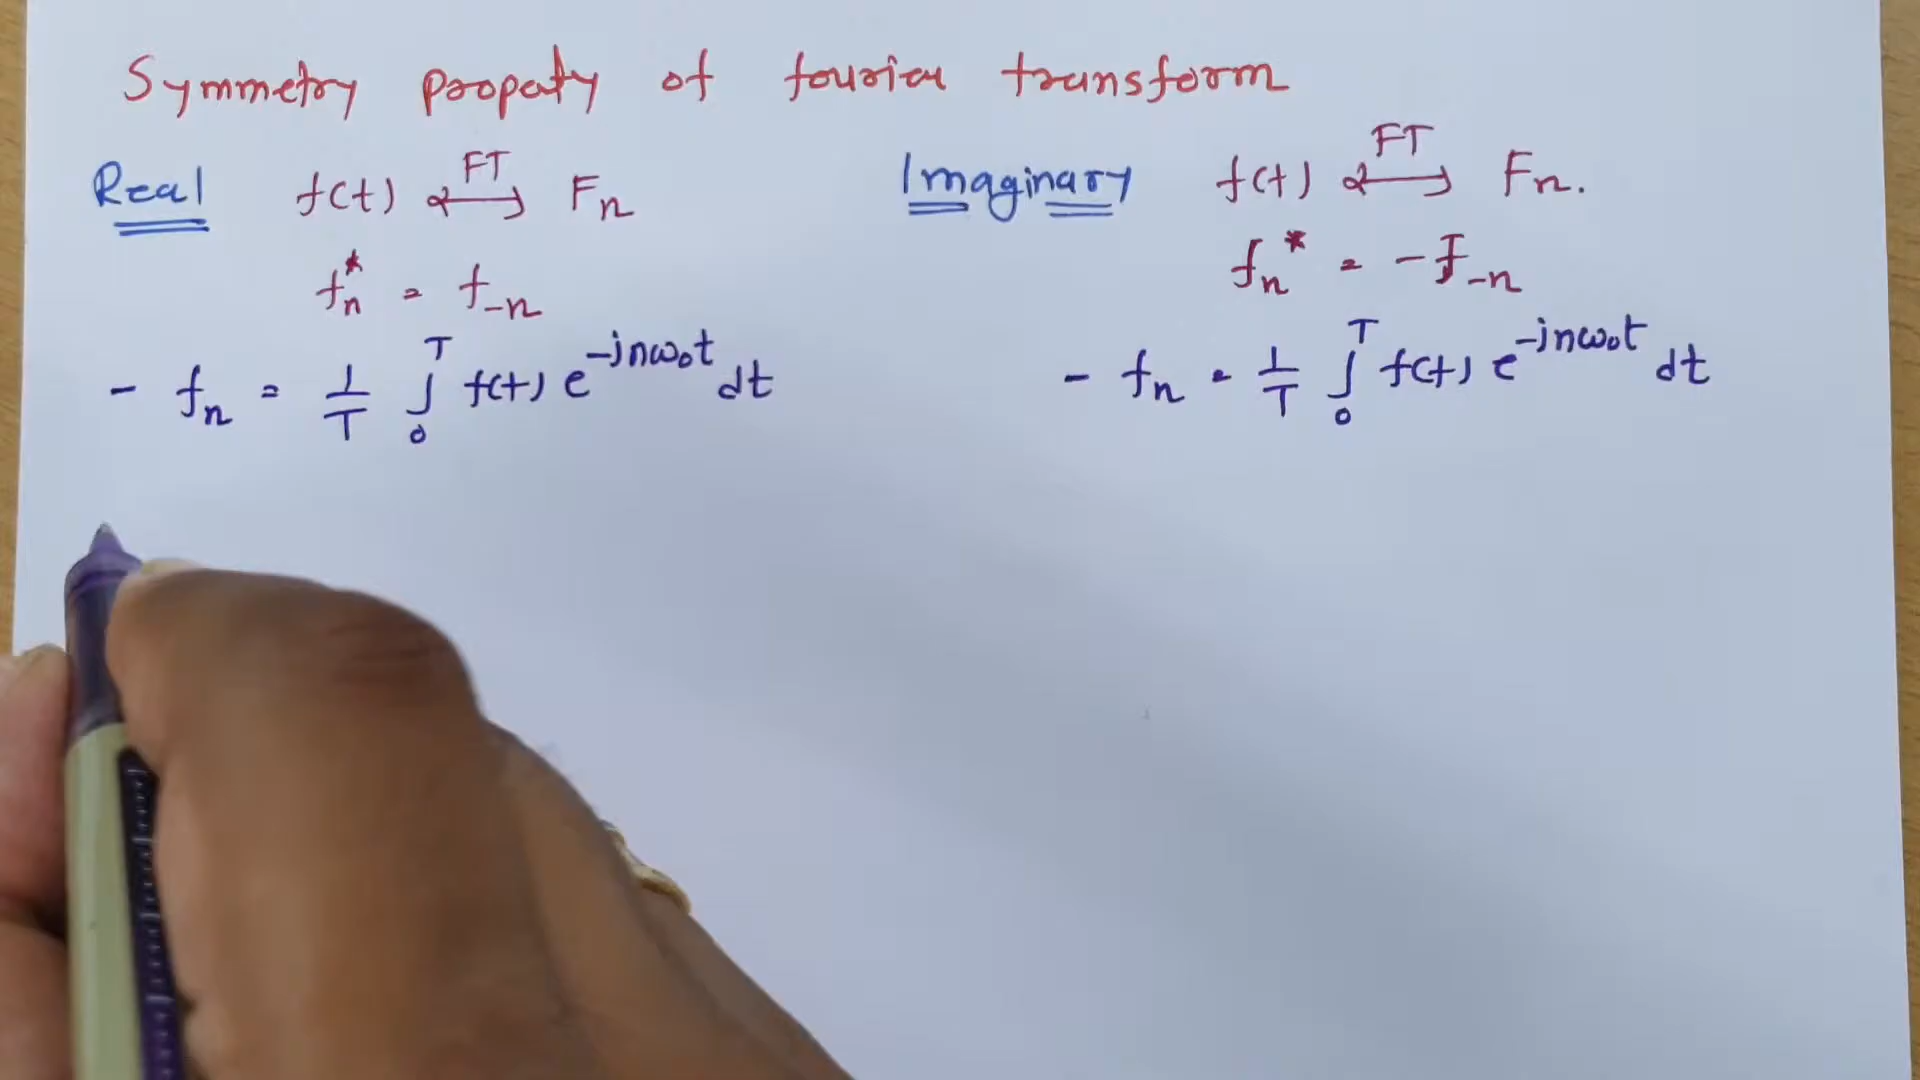 Symmetry propaty of fourier transform
Real f(t) ⟷ FT Fn
fn* = f-n
- fn = 1/T ∫₀ᵀ f(t) e^-jnω₀t dt
Imaginary f(t) ⟷ FT Fn.
fn* = -F-n
- fn = 1/T ∫₀ᵀ f(t) e^-jnω₀t dt